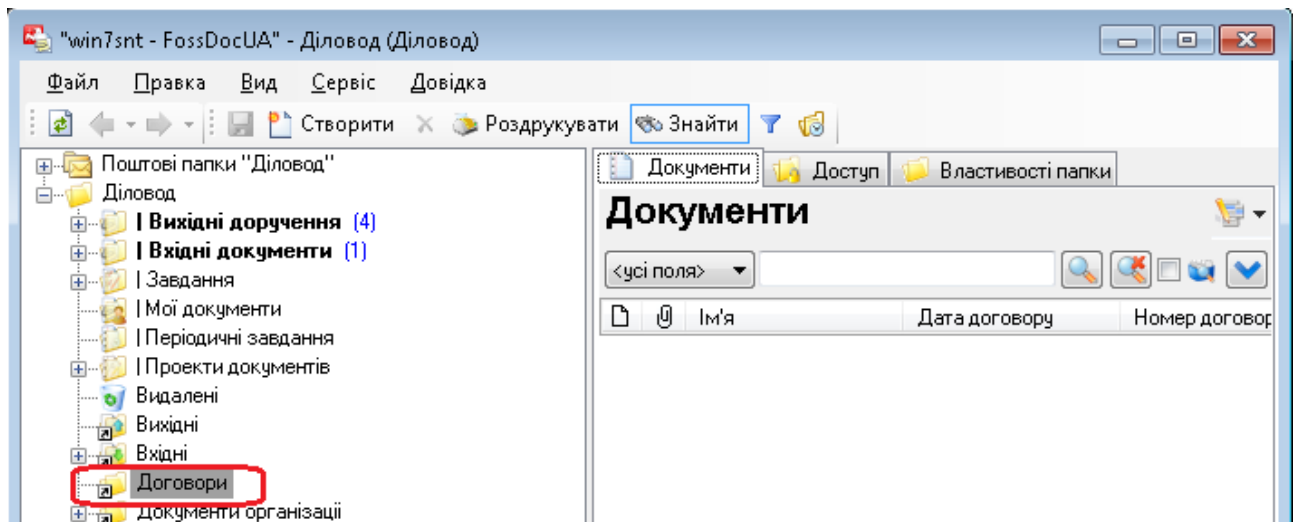 "win7snt - FossDocUA" - Діловод (Діловод)
Файл Правка Вид Сервіс Довідка
Створити Роздрукувати Знайти
Поштові папки "Діловод"
Діловод
| Вихідні доручення (4)
| Вхідні документи (1)
| Завдання
| Мої документи
| Періодичні завдання
| Проекти документів
Видалені
Вихідні
Вхідні
Договори
Документи організації
Документи Доступ Властивості папки
Документи
<усі поля>
Ім'я Дата договору Номер договор